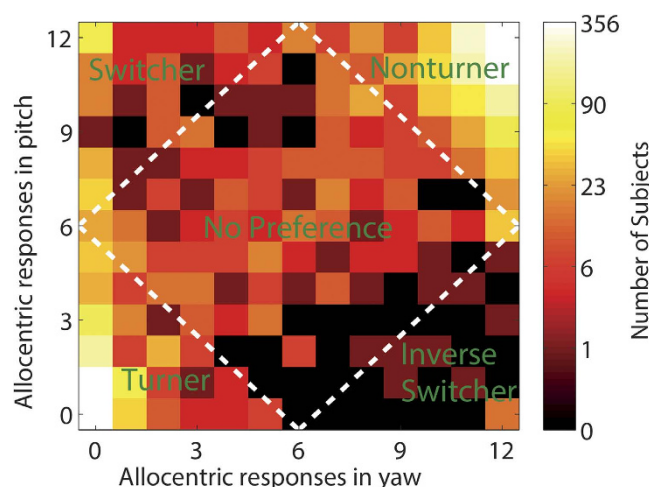 12
9
6
3
0
Allocentric responses in pitch
Switcher
Nonturner
No Preference
Turner
Inverse
Switcher
0
3
6
9
12
Allocentric responses in yaw
356
90
23
6
1
0
Number of Subjects